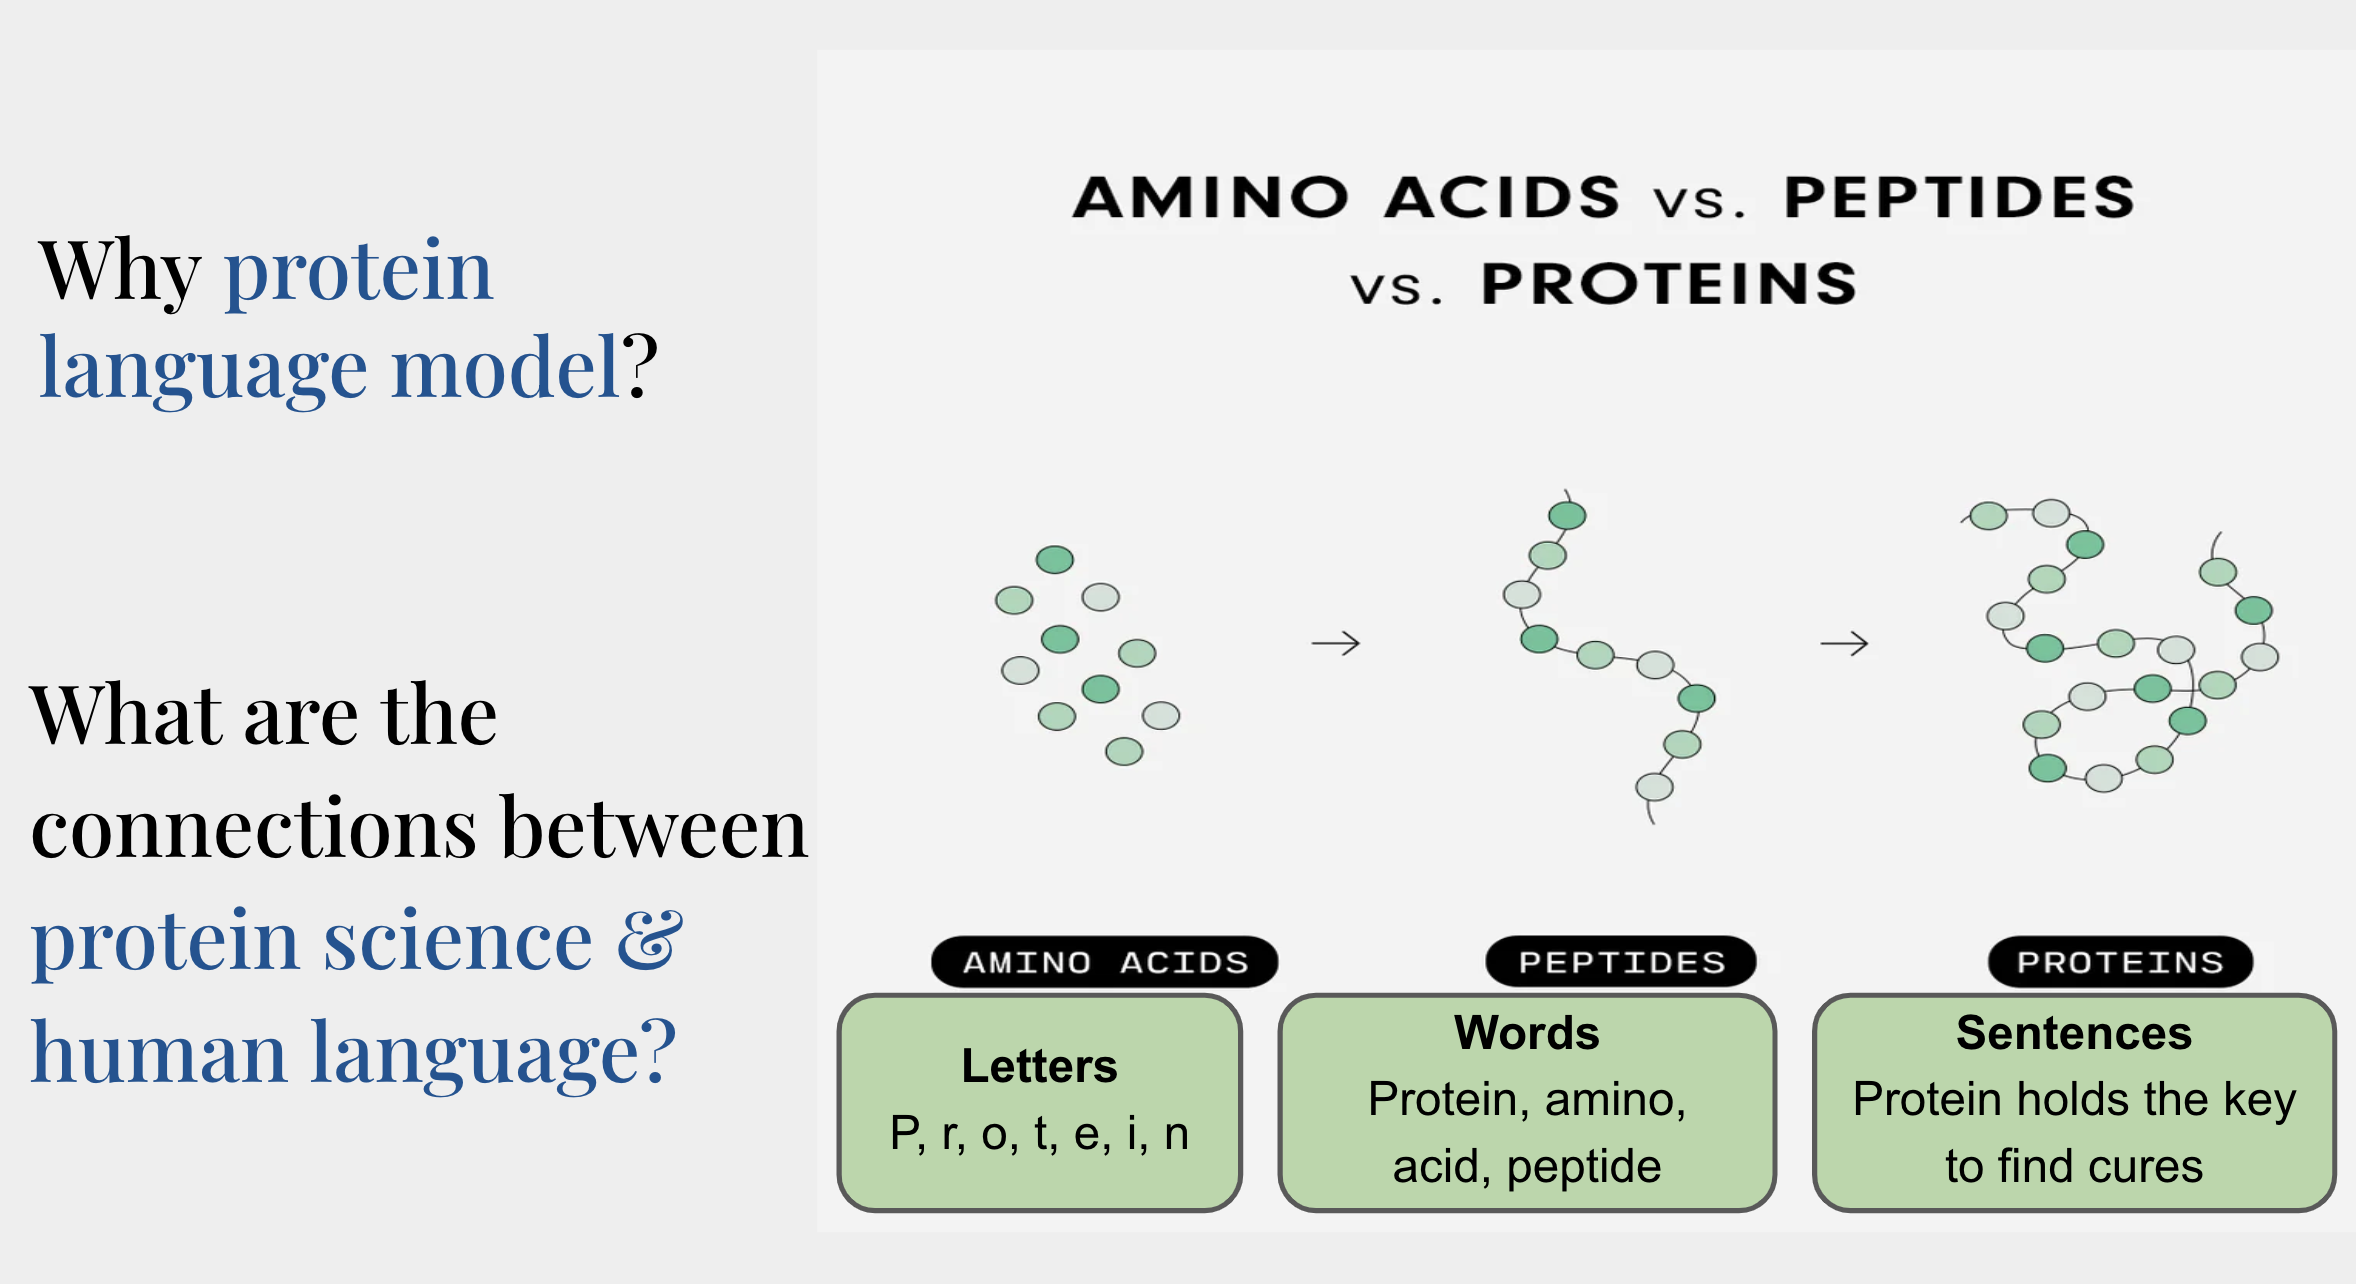 Why protein
language model?
What are the
connections between
protein science &
human language?
AMINO ACIDS vs. PEPTIDES
vs. PROTEINS
AMINO ACIDS
PEPTIDES
PROTEINS
Letters
P, r, o, t, e, i, n
Words
Protein, amino,
acid, peptide
Sentences
Protein holds the key
to find cures